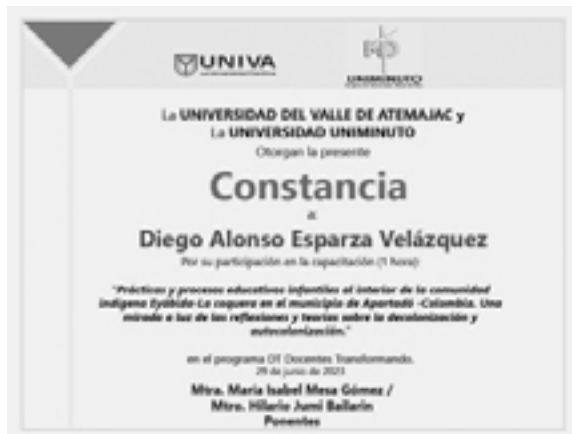 UNIVA
UNIMINUTO
La UNIVERSIDAD DEL VALLE DE ATEMAJAC y
La UNIVERSIDAD UNIMINUTO
Otorgan la presente
Constancia
a:
Diego Alonso Esparza Velázquez
Por su participación en la capacitación (1 hora)
"Prácticas y procesos educativos infantiles al interior de la comunidad
indígena Eyábida-La coquera en el municipio de Apartadó -Colombia. Una
mirada a luz de las reflexiones y teorías sobre la decolonización y
autocolonización."
en el programa DT Docentes Transformando.
29 de junio de 2023
Mtra. María Isabel Mesa Gómez /
Mtro. Hilario Jumi Bailarin
Ponentes